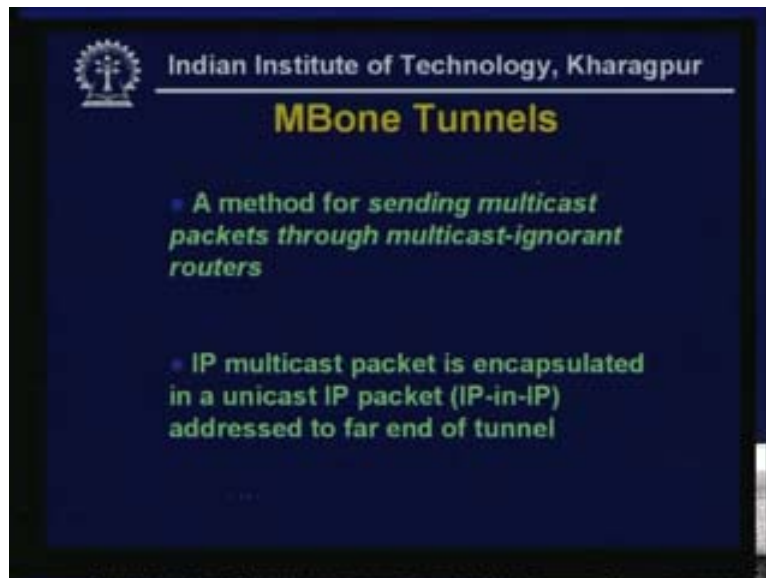 Indian Institute of Technology, Kharagpur
MBone Tunnels
A method for sending multicast
packets through multicast-ignorant
routers
IP multicast packet is encapsulated
in a unicast IP packet (IP-in-IP)
addressed to far end of tunnel